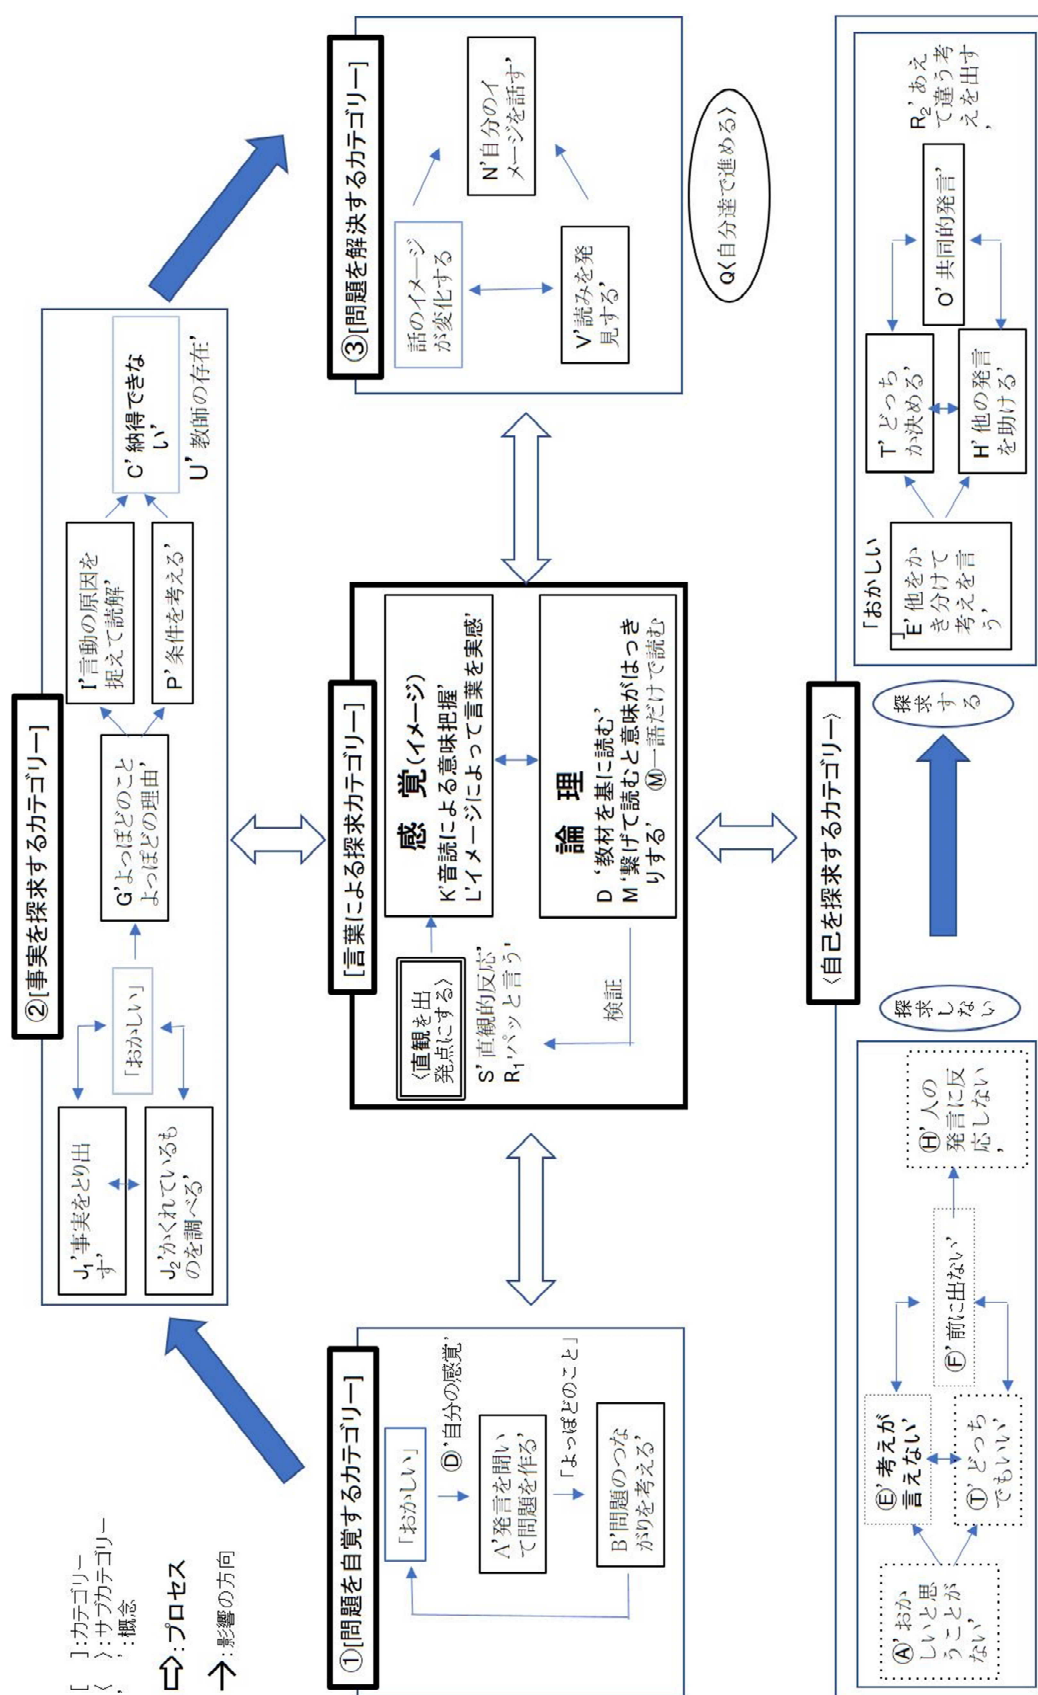 [　　]：カテゴリー
〈　　〉：サブカテゴリー
’　　’：概念
⇨：プロセス
→：影響の方向
②[事実を探求するカテゴリー]
J₁’事実をとり出
す’
J₂’かくれているも
のを調べる’
「おかしい」
G’よっぽどのこと
よっぽどの理由’
I’言動の原因を
捉えて読解’
P’条件を考える’
C’納得できな
い’
U’教師の存在’
①[問題を自覚するカテゴリー]
「おかしい」
Ⓓ’自分の感覚’
A’発言を聞い
て問題を作る’
「よっぽどのこと」
B’問題のつな
がりを考える’
[言葉による探求カテゴリー]
〈直観を出
発点にする〉
S’直観的反応’
R₁’パッと言う’
検証
感　覚(イメージ)
K’音読による意味把握’
L’イメージによって言葉を実感’
論　理
D ‘教材を基に読む’
M ‘繋げて読むと意味がはっき
りする’　Ⓜ一語だけで読む
③[問題を解決するカテゴリー]
話のイメージ
が変化する
V’読みを発
見する’
N’自分のイ
メージを話す’
Q〈自分達で進める〉
〈自己を探求するカテゴリー〉
探求
しない
探求
する
Ⓐ’おか
しいと思
うことが
ない’
Ⓔ’考えが
言えない’
Ⓣ’どっち
でもいい’
Ⓕ’前に出ない’
Ⓗ’人の
発言に反
応しない
’
「おかしい
」
E’他をか
き分けて
考えを言
う’
T’どっち
か決める’
H’他の発言
を助ける’
O’共同的発言’
R₂’あえ
て違う考
えを出す
’